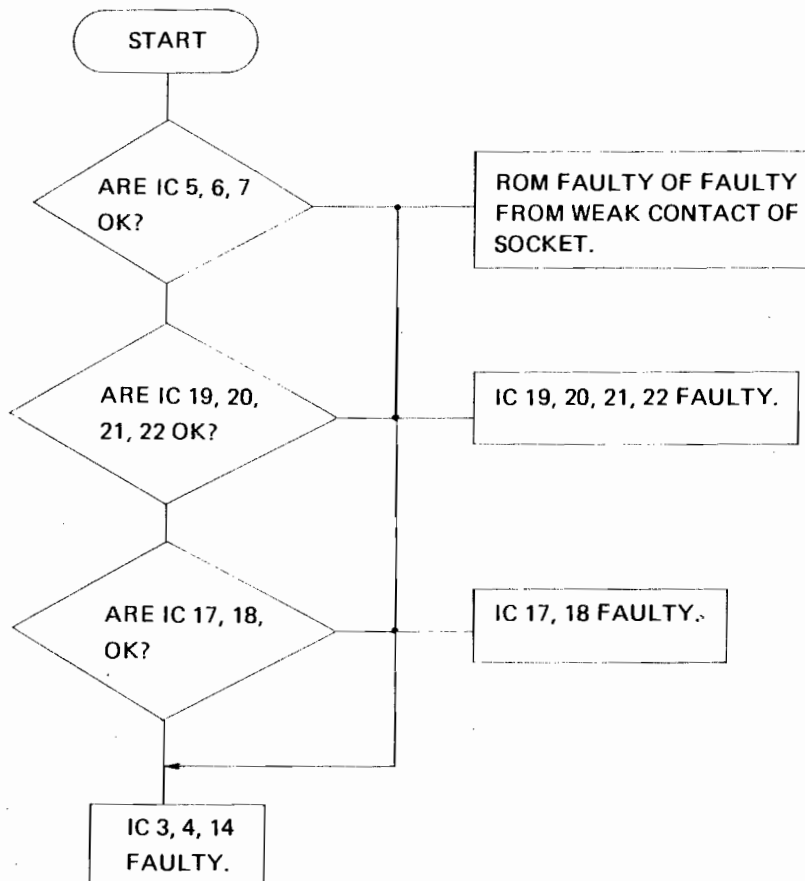 START
ARE IC 5, 6, 7
OK?
ROM FAULTY OF FAULTY
FROM WEAK CONTACT OF
SOCKET.
ARE IC 19, 20,
21, 22 OK?
IC 19, 20, 21, 22 FAULTY.
ARE IC 17, 18,
OK?
IC 17, 18 FAULTY.
IC 3, 4, 14
FAULTY.